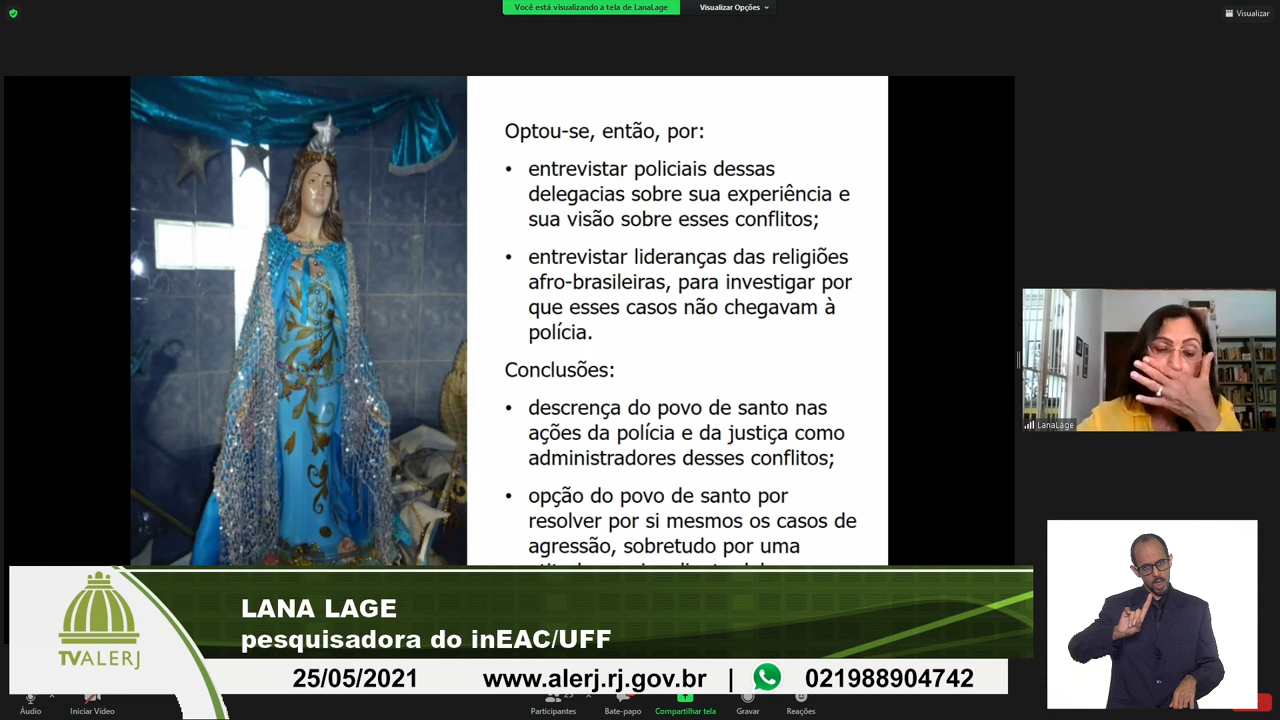 Você está visualizando a tela de LanaLage
Visualizar Opções
Visualizar
Optou-se, então, por:
• entrevistar policiais dessas
delegacias sobre sua experiência e
sua visão sobre esses conflitos;
• entrevistar lideranças das religiões
afro-brasileiras, para investigar por
que esses casos não chegavam à
polícia.
Conclusões:
• descrença do povo de santo nas
ações da polícia e da justiça como
administradores desses conflitos;
• opção do povo de santo por
resolver por si mesmos os casos de
agressão, sobretudo por uma
LanaLage
TVALERJ
LANA LAGE
pesquisadora do inEAC/UFF
25/05/2021 www.alerj.rj.gov.br | 021988904742
Áudio
Iniciar Vídeo
Participantes
Bate-papo
Compartilhar tela
Gravar
Reações